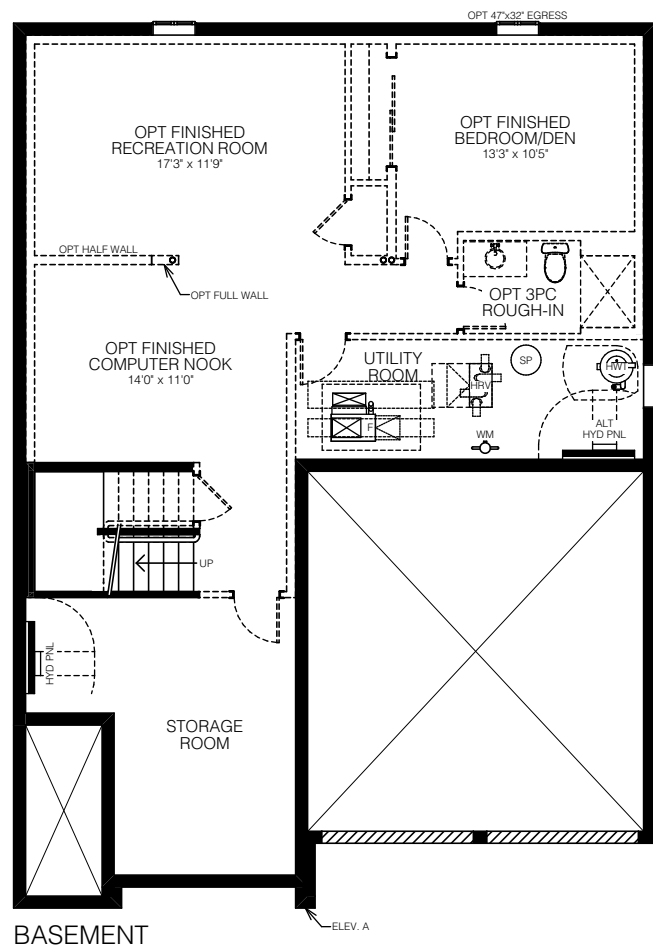 OPT 47"x32" EGRESS
OPT FINISHED
RECREATION ROOM
17'3" x 11'9"
OPT FINISHED
BEDROOM/DEN
13'3" x 10'5"
OPT HALF WALL
OPT FULL WALL
OPT 3PC
ROUGH-IN
OPT FINISHED
COMPUTER NOOK
14'0" x 11'0"
UTILITY
ROOM
SP
HWT
HRV
F
WM
ALT
HYD PNL
UP
HYD PNL
STORAGE
ROOM
ELEV. A
BASEMENT